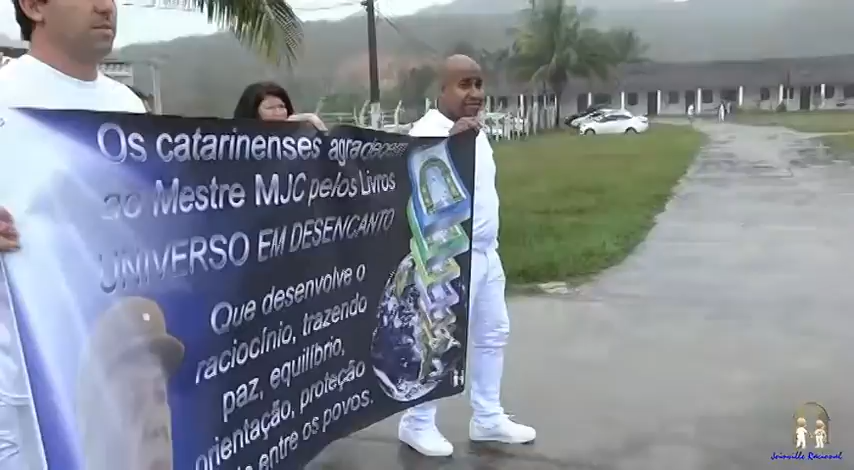 Os catarinenses agradecem
ao Mestre MJC pelos Livros
UNIVERSO EM DESENCANTO
Que desenvolve o
raciocínio, trazendo
paz, equilíbrio,
orientação, proteção
entre os povos.
Joinville Racional